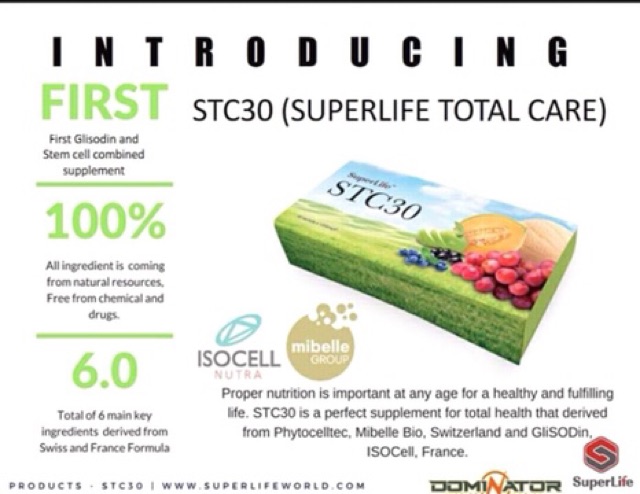 INTRODUCING
FIRST
STC30 (SUPERLIFE TOTAL CARE)
First Glisodin and
Stem cell combined
supplement
100%
All ingredient is coming
from natural resources,
Free from chemical and
drugs.
6.0
Total of 6 main key
ingredients derived from
Swiss and France Formula
SuperLife
STC30
ISOCELL
NUTRA
mibelle
GROUP
Proper nutrition is important at any age for a healthy and fulfilling
life. STC30 is a perfect supplement for total health that derived
from Phytocelltec, Mibelle Bio, Switzerland and GliSODin,
ISOCell, France.
PRODUCTS - STC30 | WWW.SUPERLIFEWORLD.COM
DOMINATOR
SuperLife